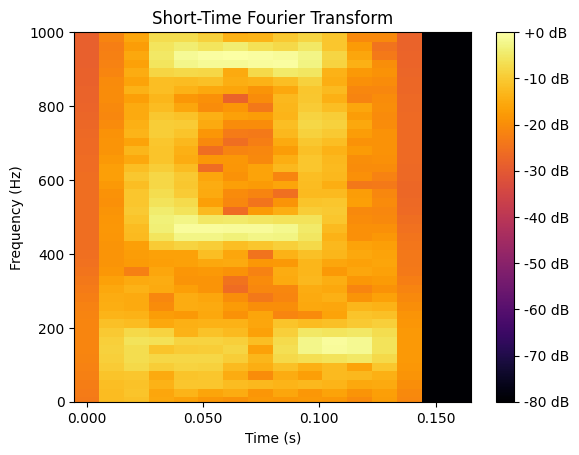 Short-Time Fourier Transform
1000
800
600
400
200
0
Frequency (Hz)
0.000
0.050
0.100
0.150
Time (s)
+0 dB
-10 dB
-20 dB
-30 dB
-40 dB
-50 dB
-60 dB
-70 dB
-80 dB